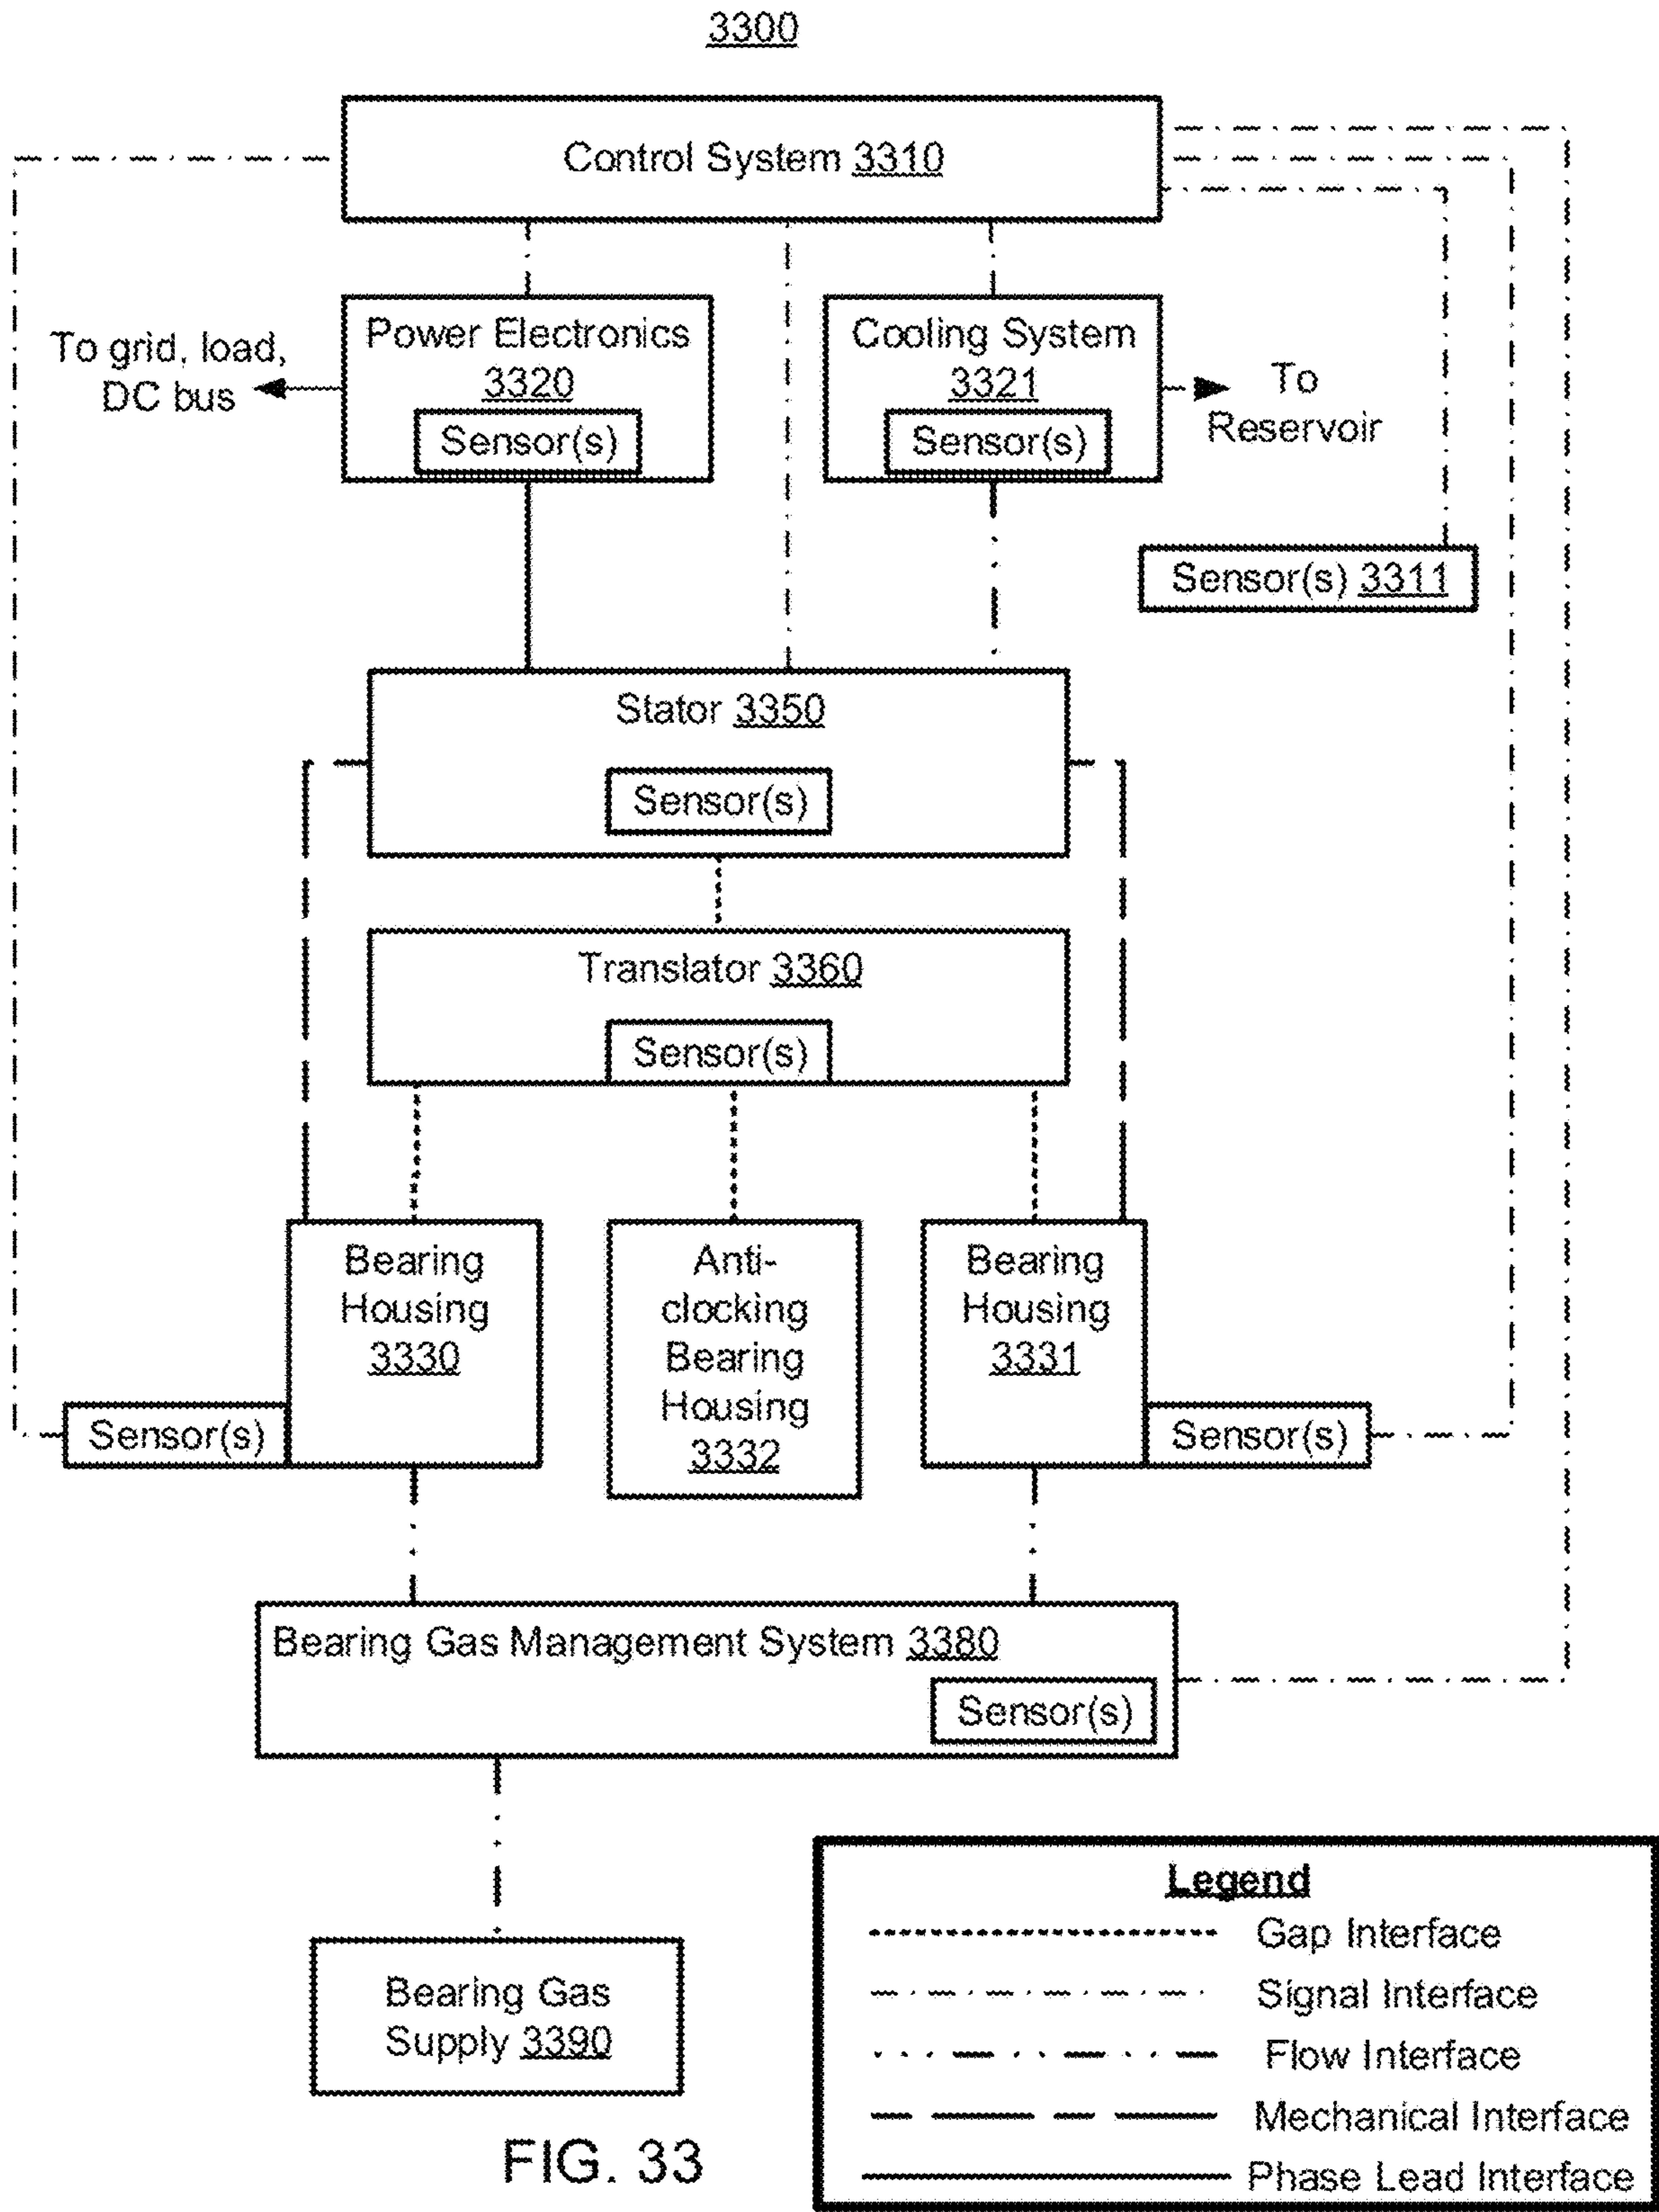 3300
Control System 3310
To grid, load,
DC bus
Power Electronics
3320
Sensor(s)
Cooling System
3321
Sensor(s)
To
Reservoir
Sensor(s) 3311
Stator 3350
Sensor(s)
Translator 3360
Sensor(s)
Bearing
Housing
3330
Sensor(s)
Anti-
clocking
Bearing
Housing
3332
Bearing
Housing
3331
Sensor(s)
Bearing Gas Management System 3380
Sensor(s)
Bearing Gas
Supply 3390
Legend
Gap Interface
Signal Interface
Flow Interface
Mechanical Interface
Phase Lead Interface
FIG. 33